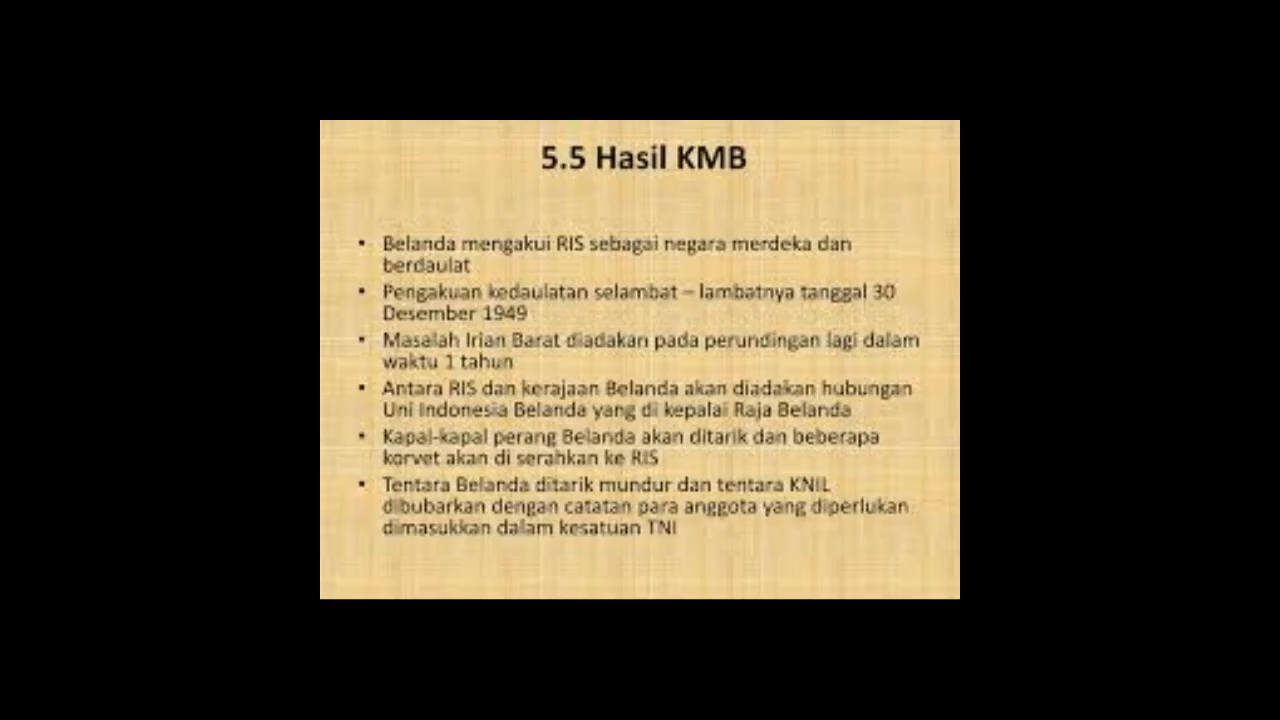 5.5 Hasil KMB
• Belanda mengakui RIS sebagai negara merdeka dan
berdaulat
• Pengakuan kedaulatan selambat – lambatnya tanggal 30
Desember 1949
• Masalah Irian Barat diadakan pada perundingan lagi dalam
waktu 1 tahun
• Antara RIS dan kerajaan Belanda akan diadakan hubungan
Uni Indonesia Belanda yang di kepalai Raja Belanda
• Kapal-kapal perang Belanda akan ditarik dan beberapa
korvet akan di serahkan ke RIS
• Tentara Belanda ditarik mundur dan tentara KNIL
dibubarkan dengan catatan para anggota yang diperlukan
dimasukkan dalam kesatuan TNI